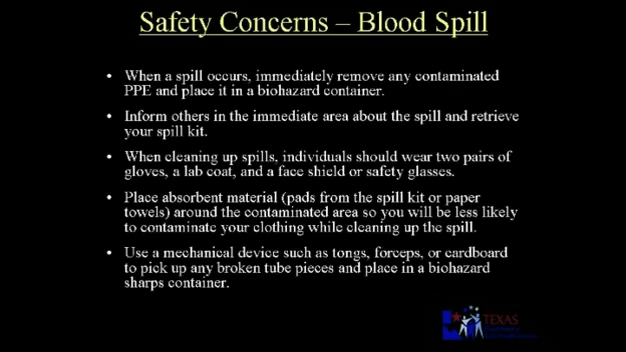 Safety Concerns – Blood Spill
• When a spill occurs, immediately remove any contaminated
PPE and place it in a biohazard container.
• Inform others in the immediate area about the spill and retrieve
your spill kit.
• When cleaning up spills, individuals should wear two pairs of
gloves, a lab coat, and a face shield or safety glasses.
• Place absorbent material (pads from the spill kit or paper
towels) around the contaminated area so you will be less likely
to contaminate your clothing while cleaning up the spill.
• Use a mechanical device such as tongs, forceps, or cardboard
to pick up any broken tube pieces and place in a biohazard
sharps container.
TEXAS